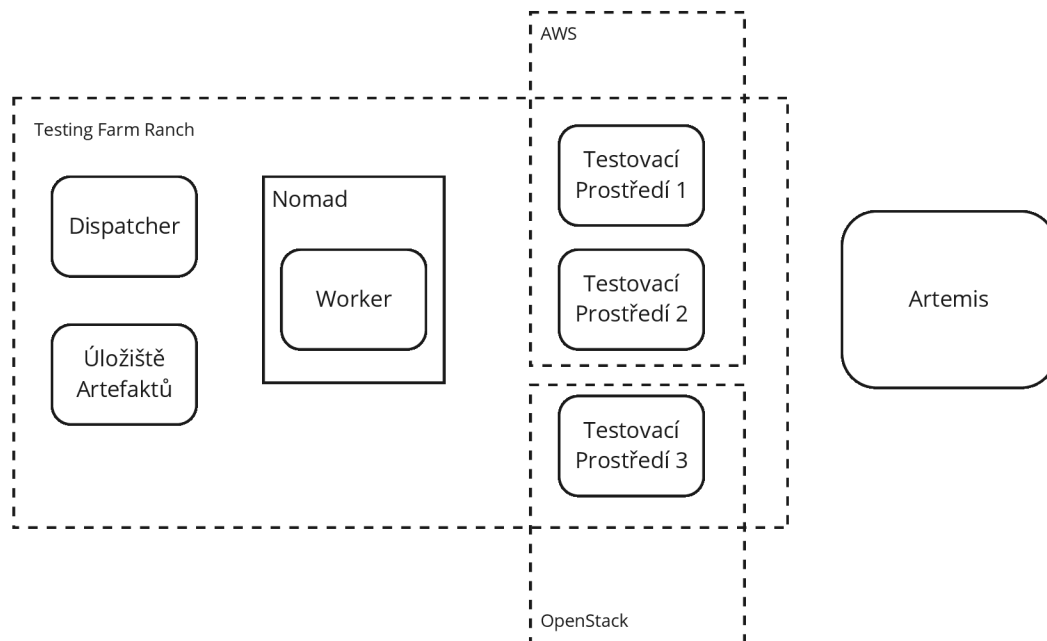 AWS
Testing Farm Ranch
Dispatcher
Úložiště
Artefaktů
Nomad
Worker
Testovací
Prostředí 1
Testovací
Prostředí 2
Testovací
Prostředí 3
OpenStack
Artemis